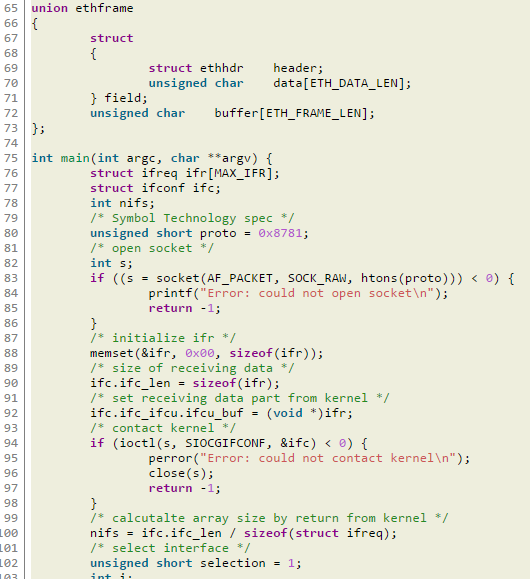 65 union ethframe
66 {
67 struct
68 {
69 struct ethhdr header;
70 unsigned char data[ETH_DATA_LEN];
71 } field;
72 unsigned char buffer[ETH_FRAME_LEN];
73 };
74
75 int main(int argc, char **argv) {
76 struct ifreq ifr[MAX_IFR];
77 struct ifconf ifc;
78 int nifs;
79 /* Symbol Technology spec */
80 unsigned short proto = 0x8781;
81 /* open socket */
82 int s;
83 if ((s = socket(AF_PACKET, SOCK_RAW, htons(proto))) < 0) {
84 printf("Error: could not open socket\n");
85 return -1;
86 }
87 /* initialize ifr */
88 memset(&ifr, 0x00, sizeof(ifr));
89 /* size of receiving data */
90 ifc.ifc_len = sizeof(ifr);
91 /* set receiving data part from kernel */
92 ifc.ifc_ifcu.ifcu_buf = (void *)ifr;
93 /* contact kernel */
94 if (ioctl(s, SIOCGIFCONF, &ifc) < 0) {
95 perror("Error: could not contact kernel\n");
96 close(s);
97 return -1;
98 }
99 /* calcutalte array size by return from kernel */
100 nifs = ifc.ifc_len / sizeof(struct ifreq);
101 /* select interface */
102 unsigned short selection = 1;
103 int i;